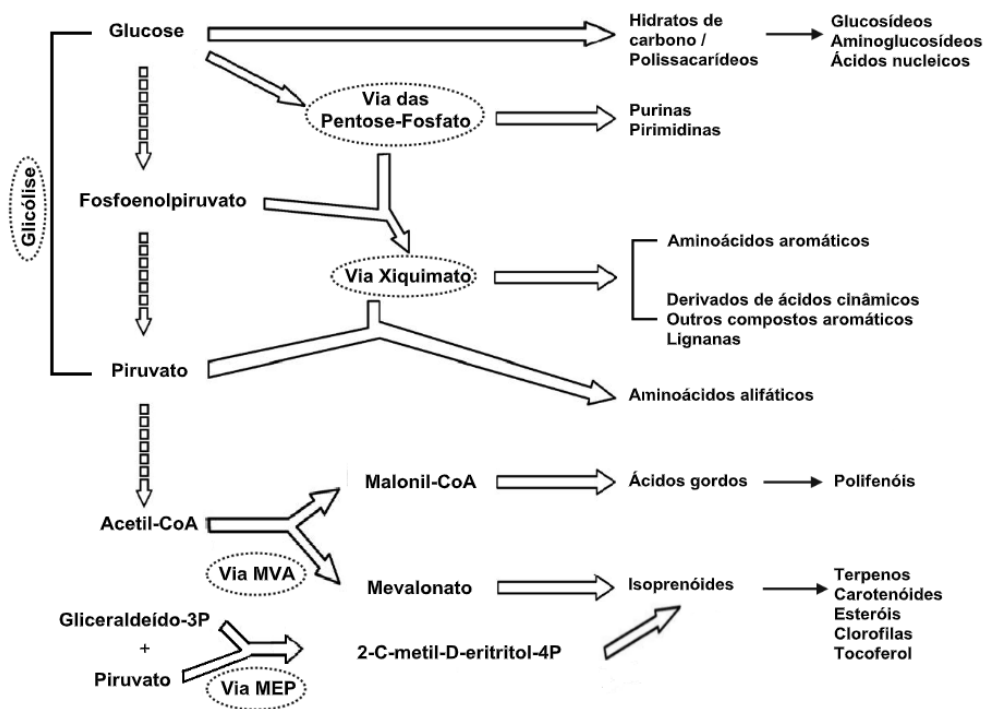 Glucose
Hidratos de
carbono /
Polissacarídeos
Glucosídeos
Aminoglucosídeos
Ácidos nucleicos
Via das
Pentose-Fosfato
Purinas
Pirimidinas
Glicólise
Fosfoenolpiruvato
Via Xiquimato
Aminoácidos aromáticos
Derivados de ácidos cinâmicos
Outros compostos aromáticos
Lignanas
Piruvato
Aminoácidos alifáticos
Malonil-CoA
Ácidos gordos
Polifenóis
Acetil-CoA
Via MVA
Mevalonato
Isoprenóides
Terpenos
Carotenóides
Esteróis
Clorofilas
Tocoferol
Gliceraldeído-3P
+
Piruvato
Via MEP
2-C-metil-D-eritritol-4P